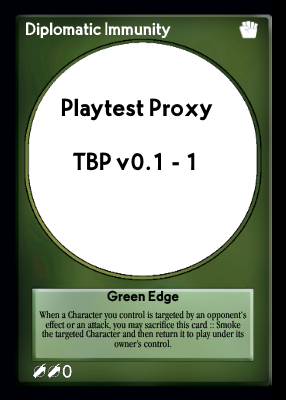 Diplomatic Immunity
Playtest Proxy
TBP v0.1 - 1
Green Edge
When a Character you control is targeted by an opponent's
effect or an attack, you may sacrifice this card :: Smoke
the targeted Character and then return it to play under its
owner's control.
0